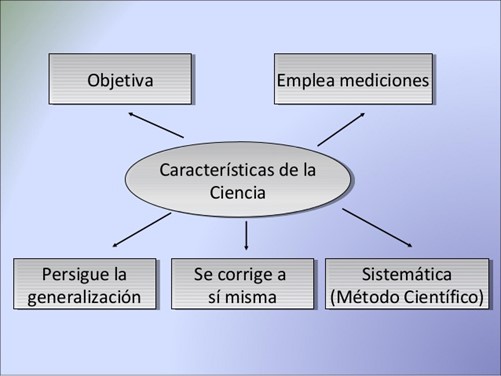 Objetiva
Emplea mediciones
Características de la
Ciencia
Persigue la
generalización
Se corrige a
sí misma
Sistemática
(Método Científico)